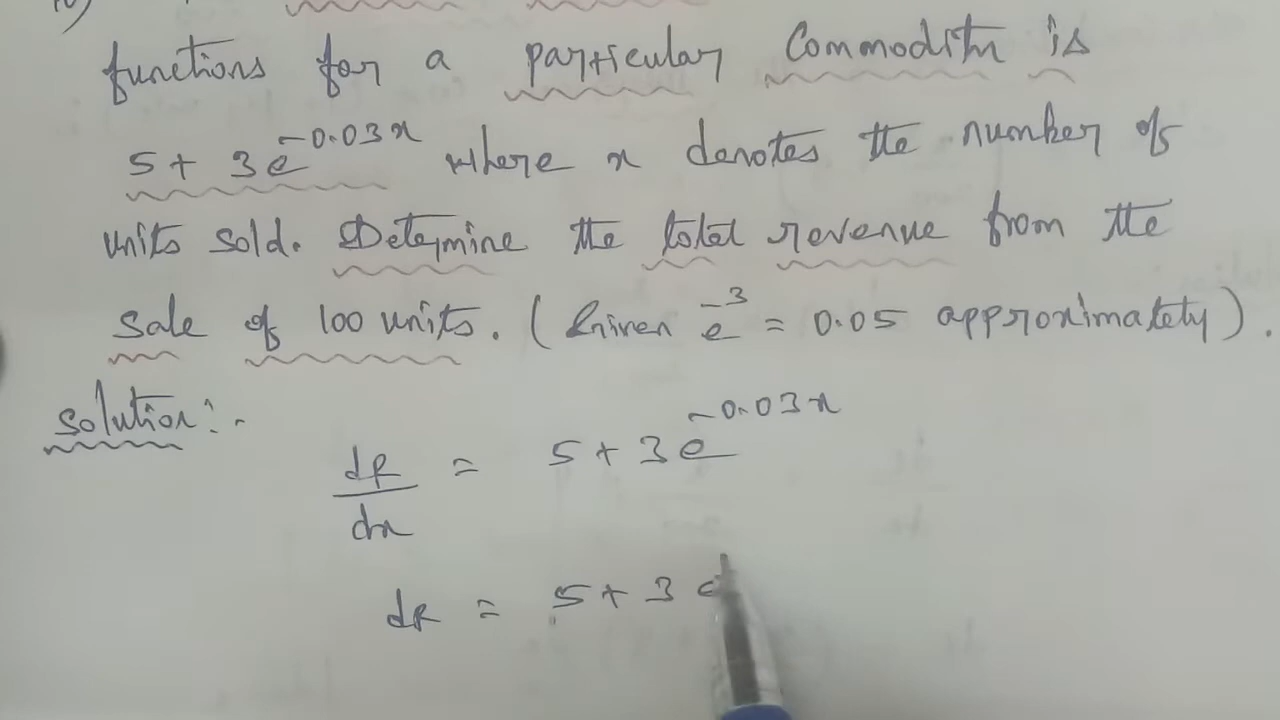 functions for a particular Commodity is
5 + 3e^{-0.03x} where x denotes the number of
units sold. Determine the total revenue from the
sale of 100 units. (Given e^{-3} = 0.05 approximately).
Solution:-
dR/dx = 5 + 3e^{-0.03x}
dR = 5 + 3 e